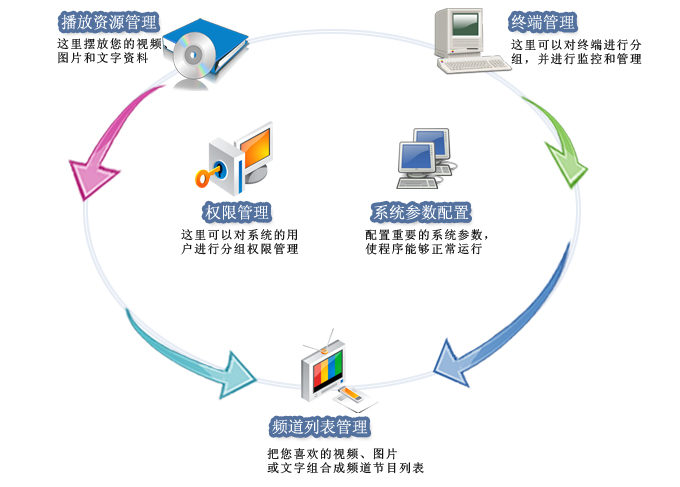 播放资源管理
这里摆放您的视频、
图片和文字资料
终端管理
这里可以对终端进行分
组，并进行监控和管理
权限管理
这里可以对系统的用
户进行分组权限管理
系统参数配置
配置重要的系统参数，
使程序能够正常运行
频道列表管理
把您喜欢的视频、图片
或文字组合成频道节目列表